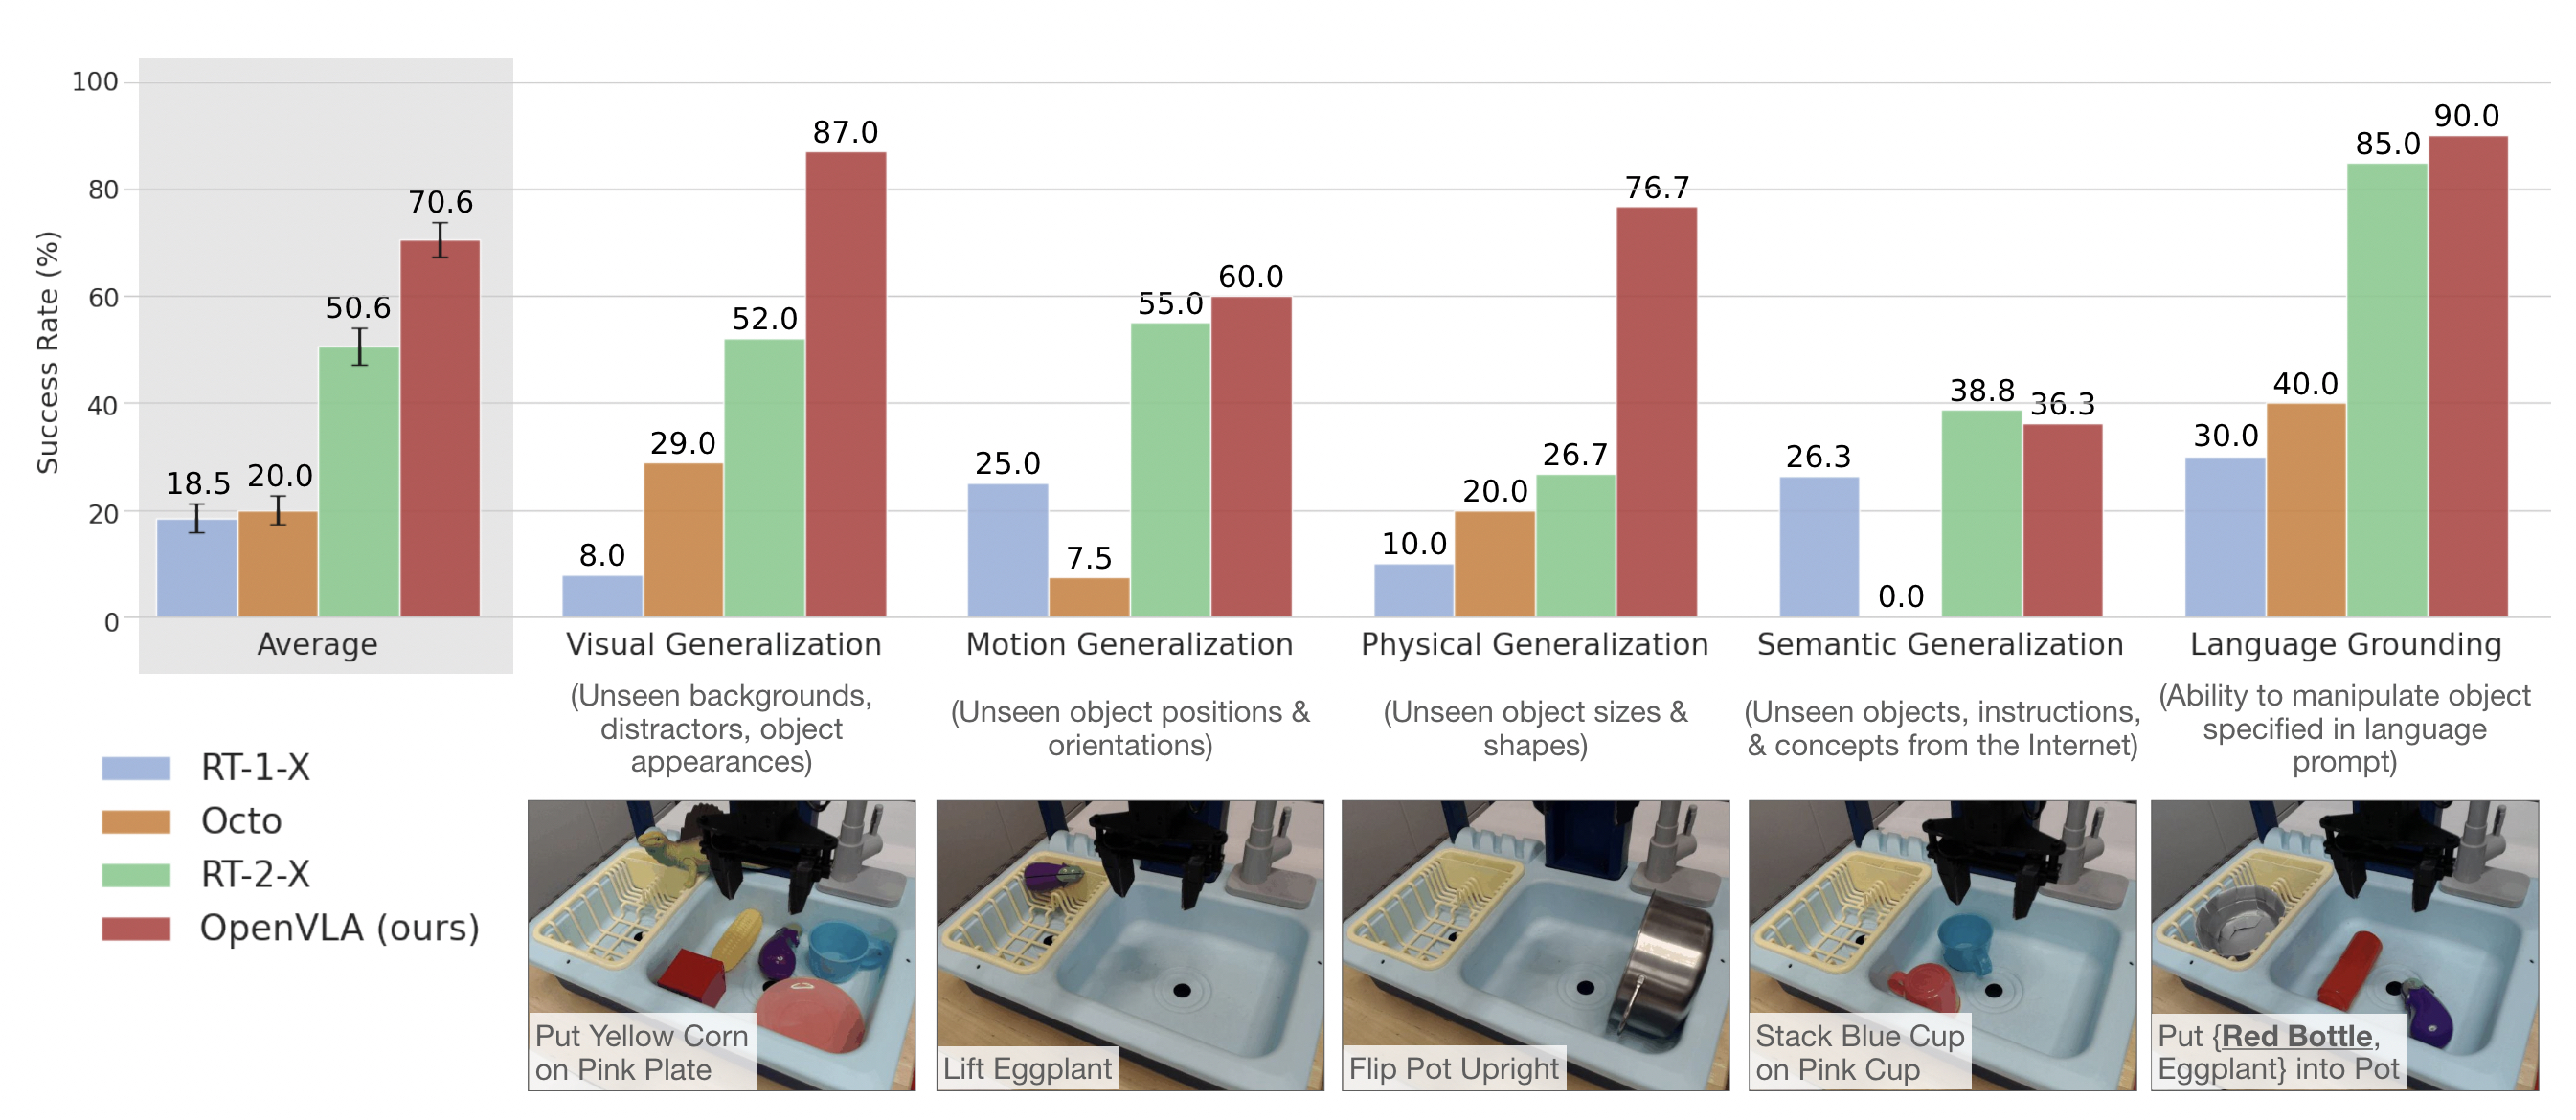 100
80
60
40
20
0
Success Rate (%)
18.5
20.0
50.6
70.6
Average
8.0
29.0
52.0
87.0
Visual Generalization
(Unseen backgrounds,
distractors, object
appearances)
25.0
7.5
55.0
60.0
Motion Generalization
(Unseen object positions &
orientations)
10.0
20.0
26.7
76.7
Physical Generalization
(Unseen object sizes &
shapes)
26.3
0.0
38.8
36.3
Semantic Generalization
(Unseen objects, instructions,
& concepts from the Internet)
30.0
40.0
85.0
90.0
Language Grounding
(Ability to manipulate object
specified in language
prompt)
RT-1-X
Octo
RT-2-X
OpenVLA (ours)
Put Yellow Corn
on Pink Plate
Lift Eggplant
Flip Pot Upright
Stack Blue Cup
on Pink Cup
Put {Red Bottle,
Eggplant} into Pot